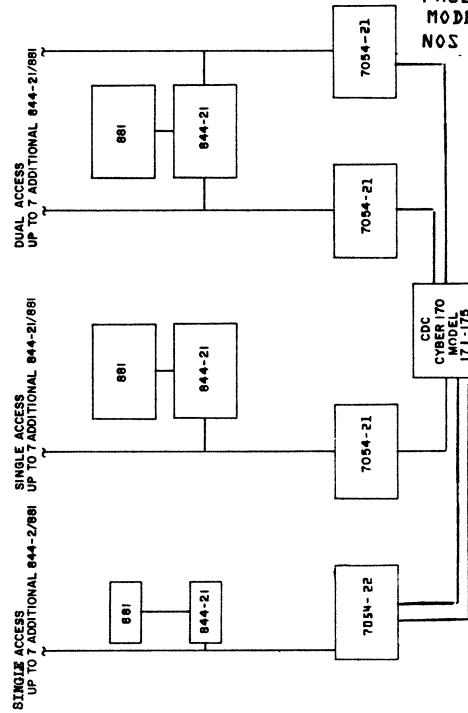 PHASE
MODE
NOS
SINGLE ACCESS
UP TO 7 ADDITIONAL 844-2/881
SINGLE ACCESS
UP TO 7 ADDITIONAL 844-21/881
DUAL ACCESS
UP TO 7 ADDITIONAL 844-21/881
881
881
881
844-21
844-21
844-21
7054-22
7054-21
7054-21
7054-21
CDC
CYBER 170
MODEL
171-175